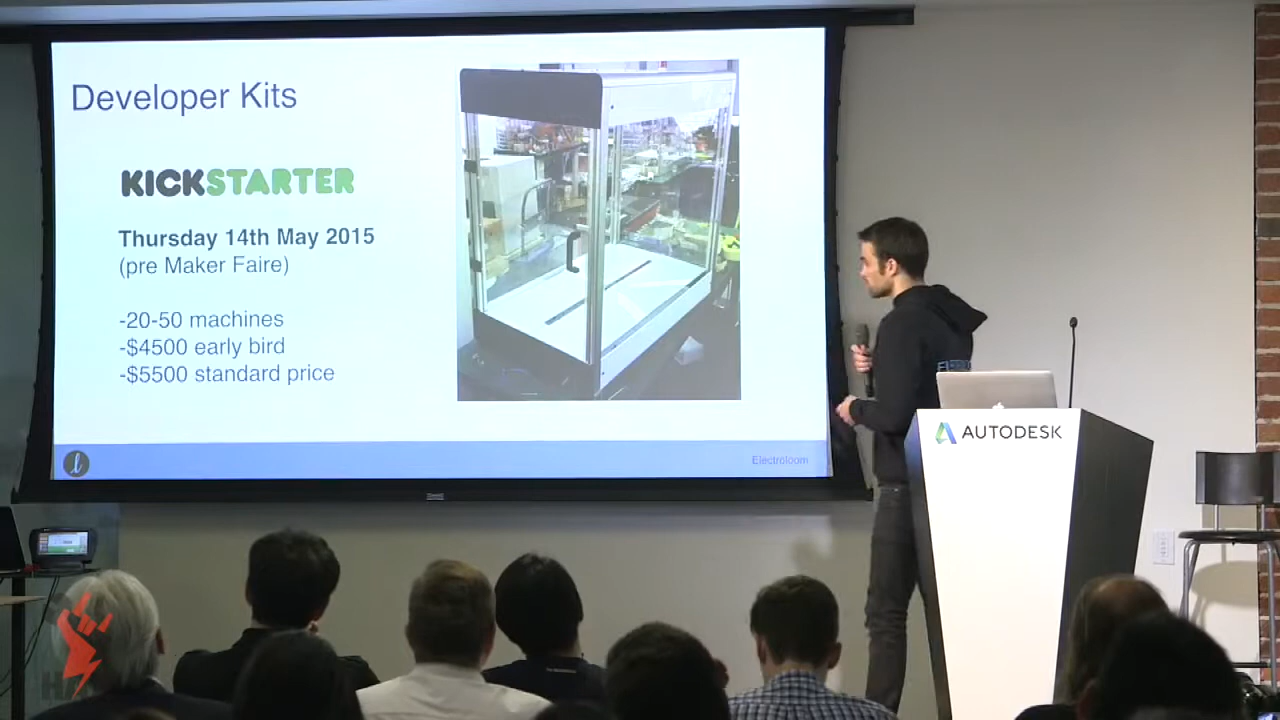 Developer Kits
KICKSTARTER
Thursday 14th May 2015
(pre Maker Faire)
-20-50 machines
-$4500 early bird
-$5500 standard price
Electroloom
AUTODESK